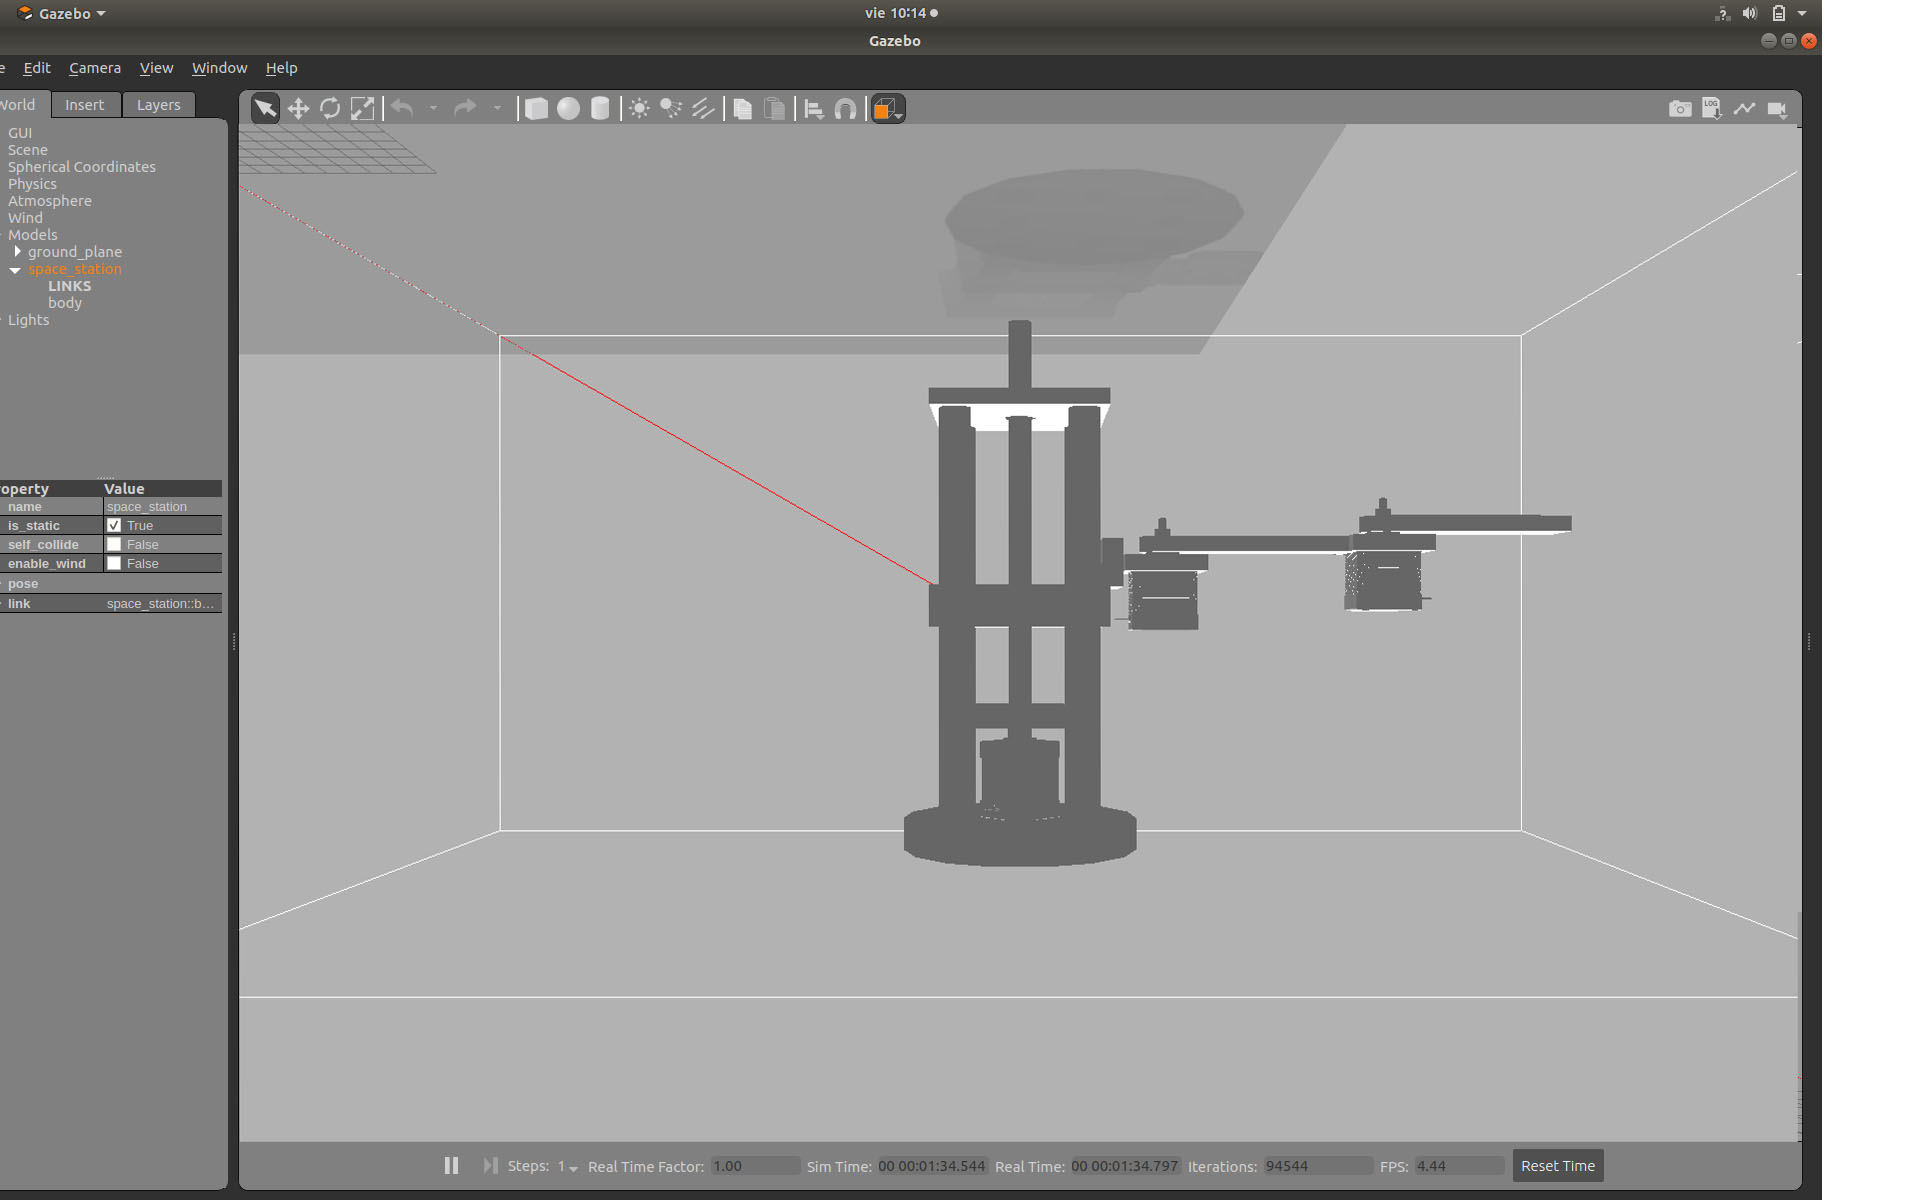 Gazebo
vie 10:14
Gazebo
e Edit Camera View Window Help
World Insert Layers
LOG
GUI
Scene
Spherical Coordinates
Physics
Atmosphere
Wind
Models
ground_plane
space_station
LINKS
body
Lights
operty Value
name space_station
is_static True
self_collide False
enable_wind False
pose
link space_station::b...
Steps: 1 Real Time Factor: 1.00 Sim Time: 00 00:01:34.544 Real Time: 00 00:01:34.797 Iterations: 94544 FPS: 4.44 Reset Time